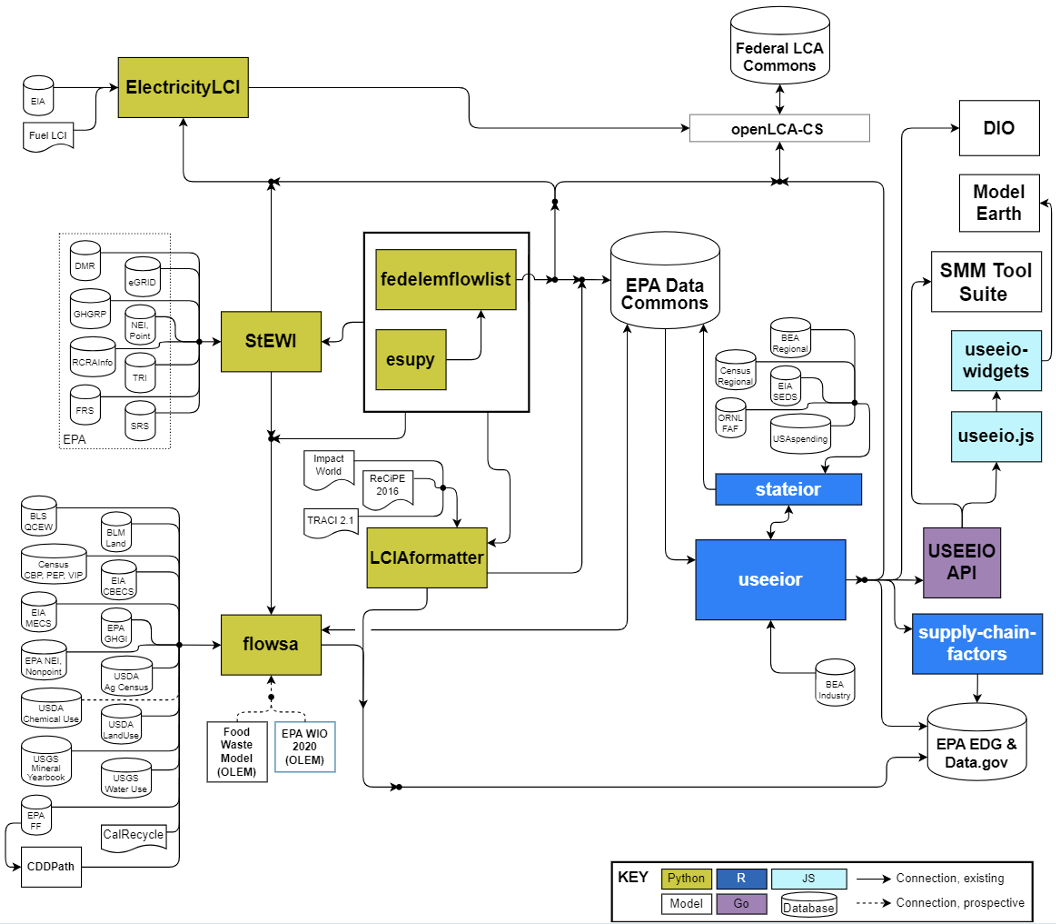 Federal LCA
Commons
ElectricityLCI
EIA
Fuel LCI
openLCA-CS
DIO
Model
Earth
SMM Tool
Suite
useeio-
widgets
useeio.js
DMR
eGRID
GHGRP
NEI,
Point
RCRAInfo
TRI
FRS
SRS
EPA
StEWI
fedelemflowlist
esupy
EPA Data
Commons
BEA
Regional
Census
Regional
EIA
SEDS
ORNL
FAF
USAspending
stateior
Impact
World
ReCiPE
2016
TRACI 2.1
LCIAformatter
useeior
USEEIO
API
supply-chain-
factors
BEA
Industry
EPA EDG &
Data.gov
BLS
QCEW
BLM
Land
Census
CBP, PEP, VIP
EIA
CBECS
EIA
MECS
EPA
GHGI
EPA NEI,
Nonpoint
USDA
Ag Census
USDA
Chemical Use
USDA
LandUse
USGS
Mineral
Yearbook
USGS
Water Use
EPA
FF
CalRecycle
CDDPath
flowsa
Food
Waste
Model
(OLEM)
EPA WIO
2020
(OLEM)
KEY
Python
R
JS
Connection, existing
Model
Go
Database
Connection, prospective